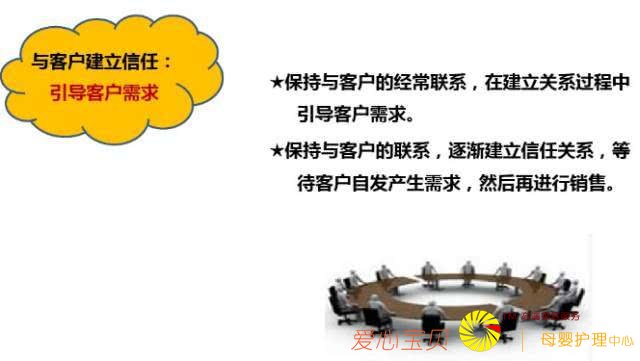 与客户建立信任：
引导客户需求
★保持与客户的经常联系，在建立关系过程中
引导客户需求。
★保持与客户的联系，逐渐建立信任关系，等
待客户自发产生需求，然后再进行销售。
爱心宝贝
母婴护理中心